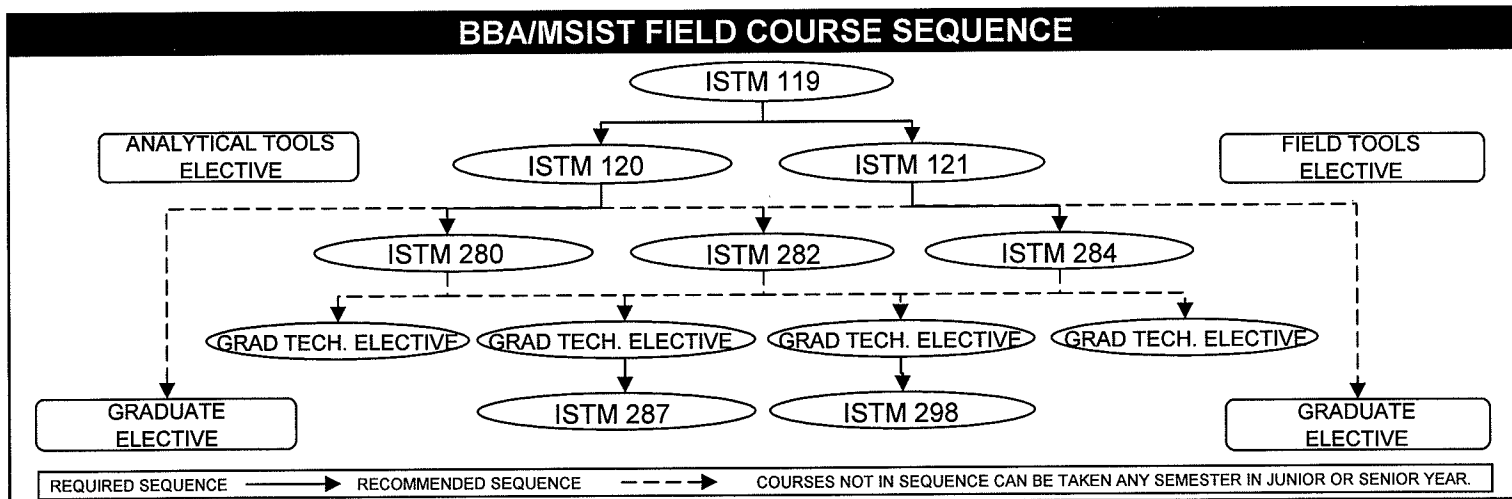 BBA/MSIST FIELD COURSE SEQUENCE
ISTM 119
ANALYTICAL TOOLS
ELECTIVE
ISTM 120
ISTM 121
FIELD TOOLS
ELECTIVE
ISTM 280
ISTM 282
ISTM 284
GRAD TECH. ELECTIVE
GRAD TECH. ELECTIVE
GRAD TECH. ELECTIVE
GRAD TECH. ELECTIVE
GRADUATE
ELECTIVE
ISTM 287
ISTM 298
GRADUATE
ELECTIVE
REQUIRED SEQUENCE
RECOMMENDED SEQUENCE
COURSES NOT IN SEQUENCE CAN BE TAKEN ANY SEMESTER IN JUNIOR OR SENIOR YEAR.